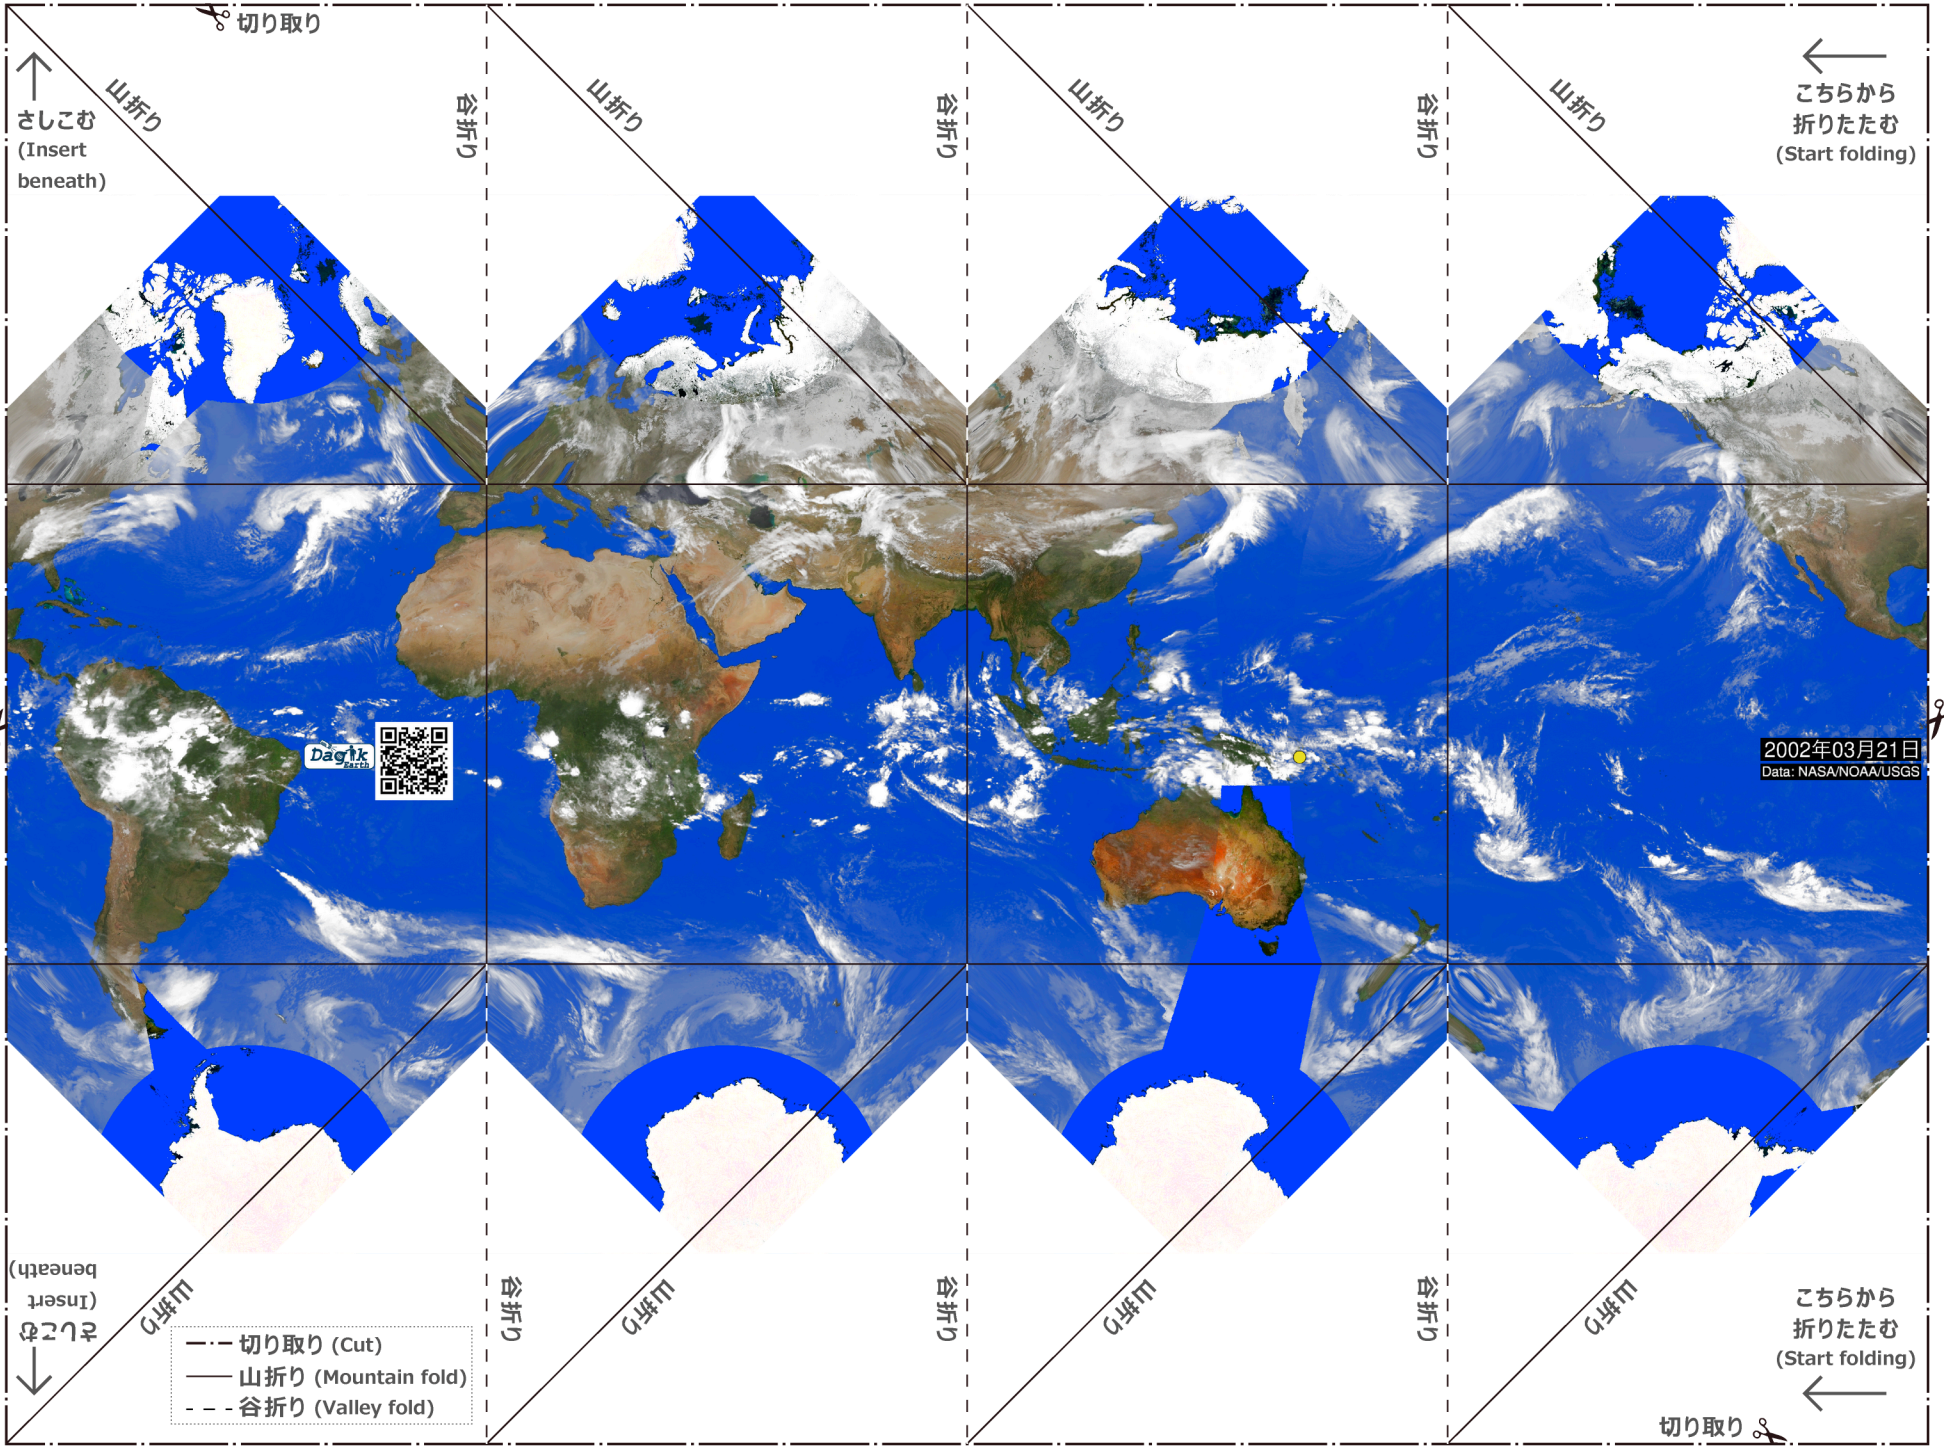 切り取り
山折り
谷折り
山折り
谷折り
山折り
谷折り
山折り
さしこむ
(Insert
beneath)
こちらから
折りたたむ
(Start folding)
Dagik
Earth
2002年03月21日
Data: NASA/NOAA/USGS
さしこむ
(Insert
beneath)
山折り
谷折り
山折り
谷折り
山折り
谷折り
山折り
こちらから
折りたたむ
(Start folding)
切り取り (Cut)
山折り (Mountain fold)
谷折り (Valley fold)
切り取り